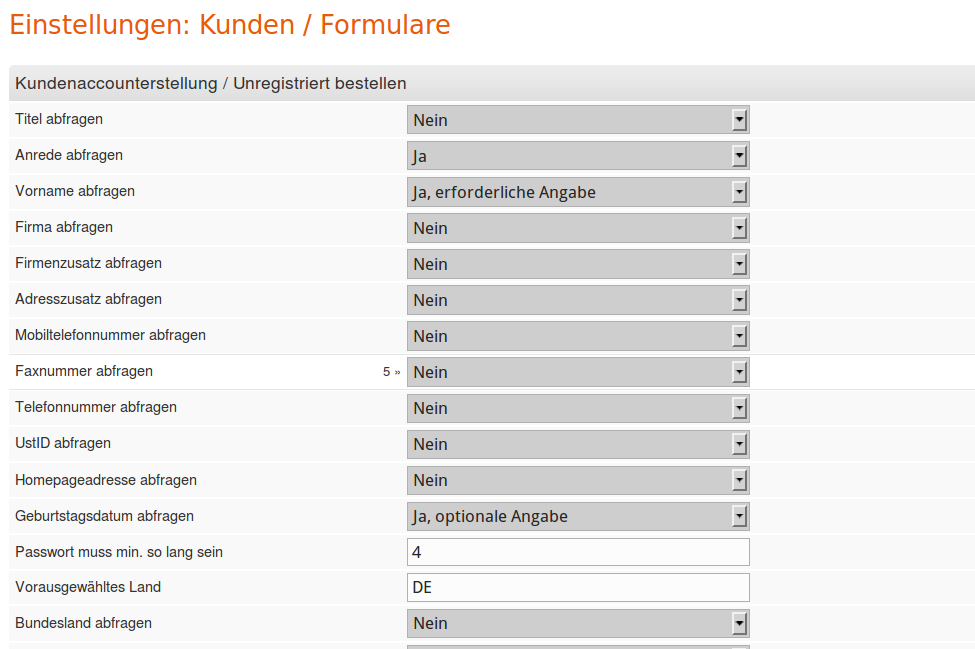 Einstellungen: Kunden / Formulare
Kundenaccounterstellung / Unregistriert bestellen
Titel abfragen Nein
Anrede abfragen Ja
Vorname abfragen Ja, erforderliche Angabe
Firma abfragen Nein
Firmenzusatz abfragen Nein
Adresszusatz abfragen Nein
Mobiltelefonnummer abfragen Nein
Faxnummer abfragen 5 » Nein
Telefonnummer abfragen Nein
UstID abfragen Nein
Homepageadresse abfragen Nein
Geburtstagsdatum abfragen Ja, optionale Angabe
Passwort muss min. so lang sein 4
Vorausgewähltes Land DE
Bundesland abfragen Nein